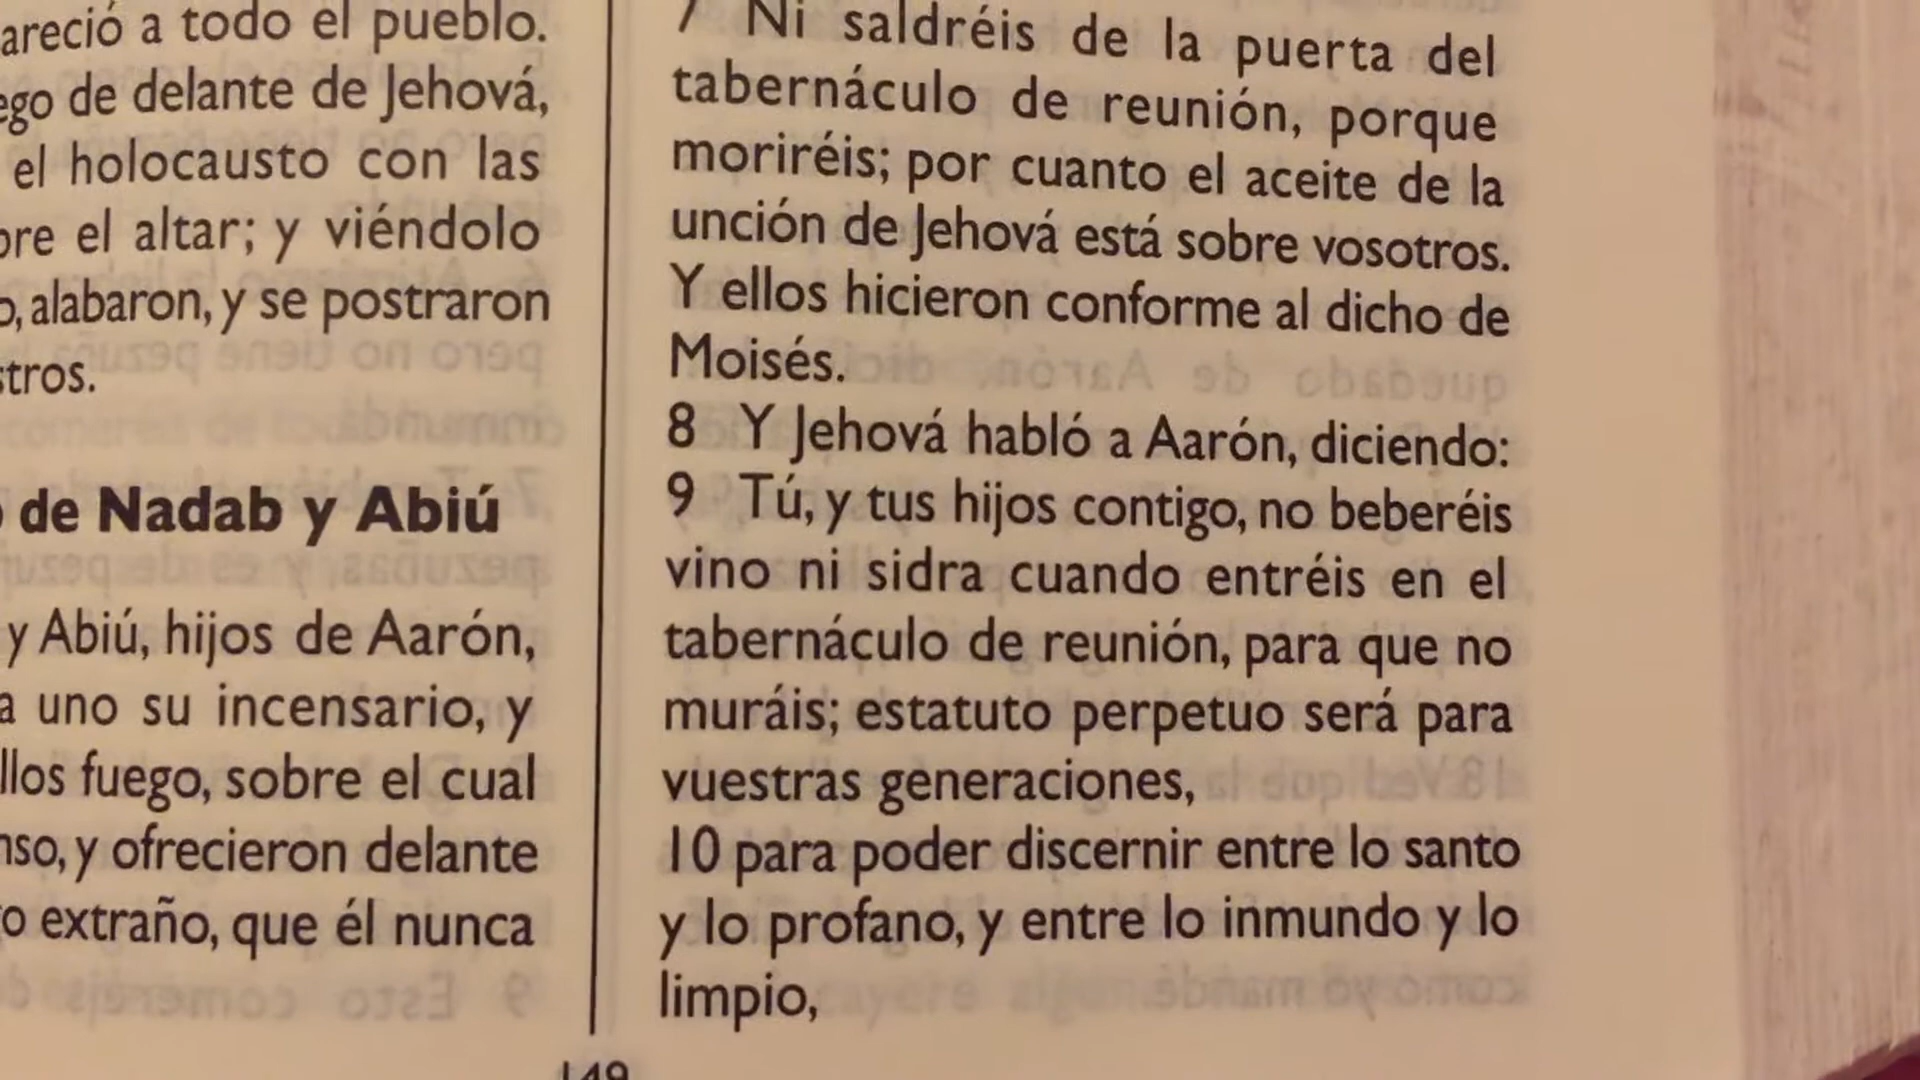 areció a todo el pueblo.
ego de delante de Jehová,
el holocausto con las
bre el altar; y viéndolo
o, alabaron, y se postraron
stros.
de Nadab y Abiú
y Abiú, hijos de Aarón,
a uno su incensario, y
llos fuego, sobre el cual
nso, y ofrecieron delante
o extraño, que él nunca
7 Ni saldréis de la puerta del
tabernáculo de reunión, porque
moriréis; por cuanto el aceite de la
unción de Jehová está sobre vosotros.
Y ellos hicieron conforme al dicho de
Moisés.
8 Y Jehová habló a Aarón, diciendo:
9 Tú, y tus hijos contigo, no beberéis
vino ni sidra cuando entréis en el
tabernáculo de reunión, para que no
muráis; estatuto perpetuo será para
vuestras generaciones,
10 para poder discernir entre lo santo
y lo profano, y entre lo inmundo y lo
limpio,
149